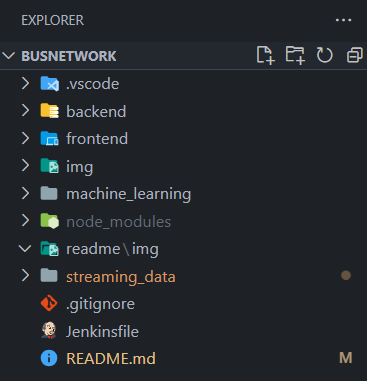 EXPLORER
BUSNETWORK
.vscode
backend
frontend
img
machine_learning
node_modules
readme\img
streaming_data
.gitignore
Jenkinsfile
README.md M